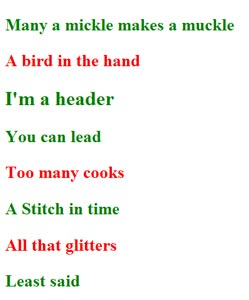 Many a mickle makes a muckle
A bird in the hand
I'm a header
You can lead
Too many cooks
A Stitch in time
All that glitters
Least said